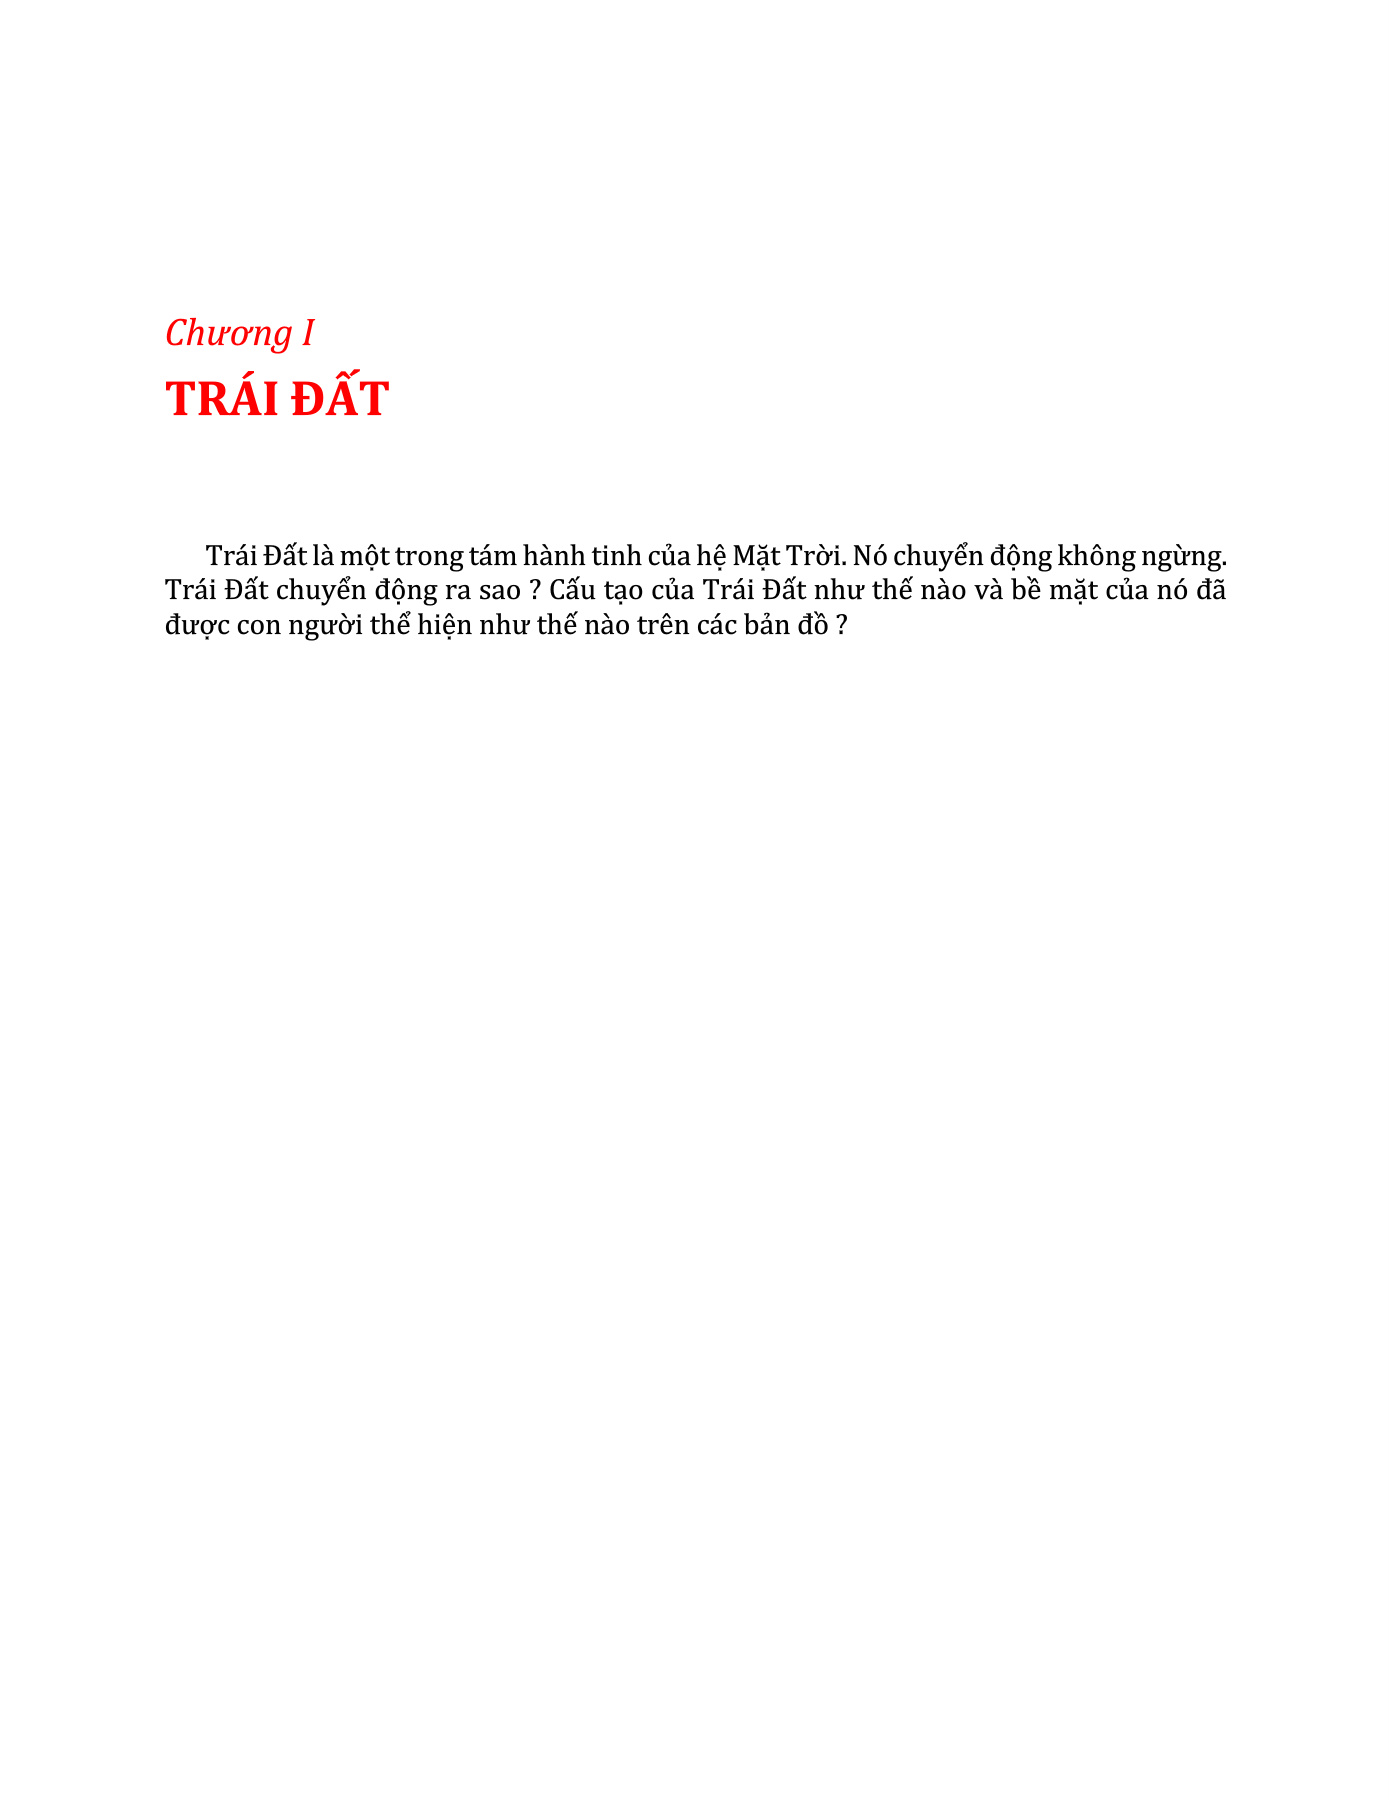 Chương I
TRÁI ĐẤT
Trái Đất là một trong tám hành tinh của hệ Mặt Trời. Nó chuyển động không ngừng.
Trái Đất chuyển động ra sao ? Cấu tạo của Trái Đất như thế nào và bề mặt của nó đã
được con người thể hiện như thế nào trên các bản đồ ?